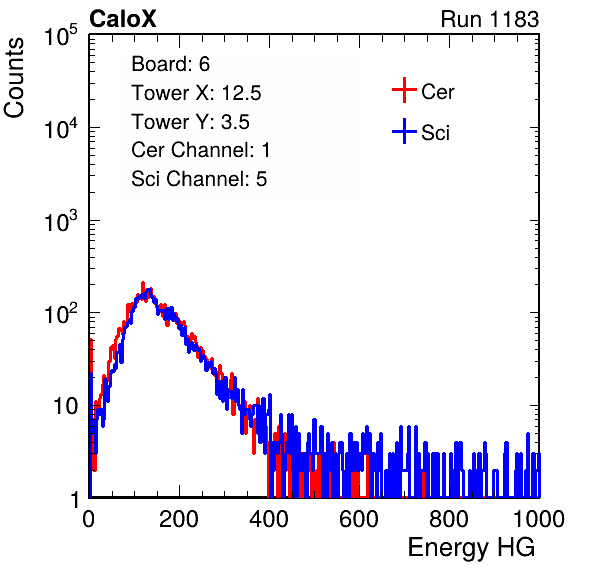 CaloX Run 1183
Counts
10^5
10^4
10^3
10^2
10
1
Board: 6
Tower X: 12.5
Tower Y: 3.5
Cer Channel: 1
Sci Channel: 5
Cer
Sci
0 200 400 600 800 1000
Energy HG